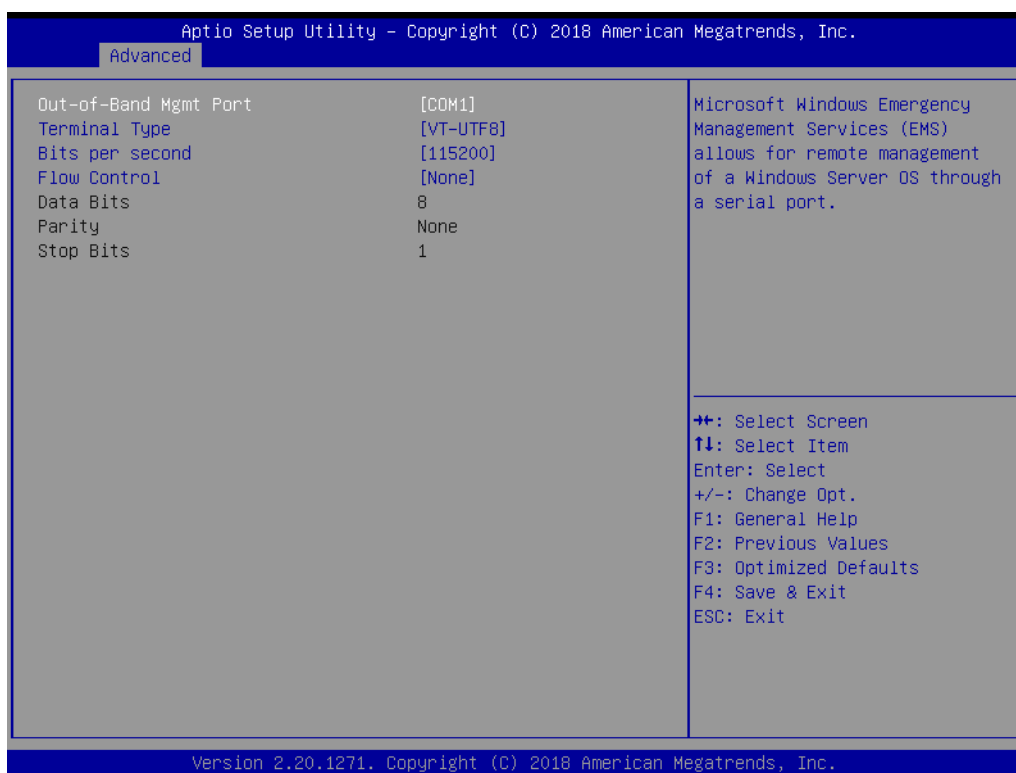 Aptio Setup Utility – Copyright (C) 2018 American Megatrends, Inc.
Advanced
Out-of-Band Mgmt Port [COM1]
Terminal Type [VT-UTF8]
Bits per second [115200]
Flow Control [None]
Data Bits 8
Parity None
Stop Bits 1
Microsoft Windows Emergency
Management Services (EMS)
allows for remote management
of a Windows Server OS through
a serial port.
→←: Select Screen
↑↓: Select Item
Enter: Select
+/-: Change Opt.
F1: General Help
F2: Previous Values
F3: Optimized Defaults
F4: Save & Exit
ESC: Exit
Version 2.20.1271. Copyright (C) 2018 American Megatrends, Inc.